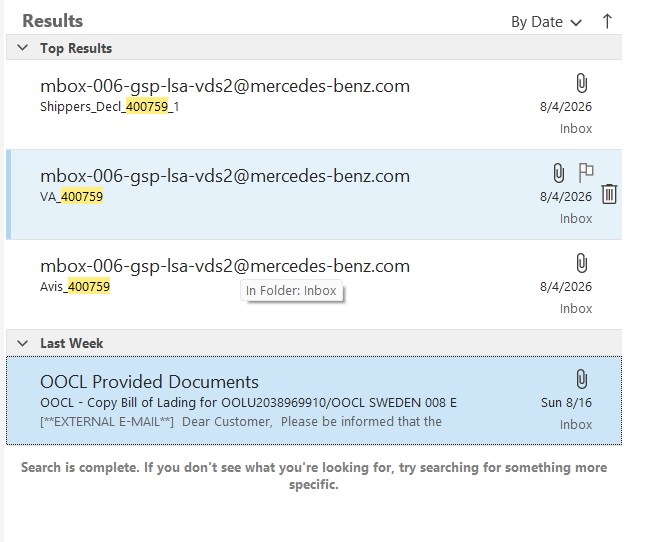 Results
By Date
Top Results
mbox-006-gsp-lsa-vds2@mercedes-benz.com
Shippers_Decl_400759_1
8/4/2026
Inbox
mbox-006-gsp-lsa-vds2@mercedes-benz.com
VA_400759
8/4/2026
Inbox
mbox-006-gsp-lsa-vds2@mercedes-benz.com
Avis_400759
8/4/2026
In Folder: Inbox
Inbox
Last Week
OOCL Provided Documents
OOCL - Copy Bill of Lading for OOLU2038969910/OOCL SWEDEN 008 E
Sun 8/16
[**EXTERNAL E-MAIL**] Dear Customer, Please be informed that the
Inbox
Search is complete. If you don't see what you're looking for, try searching for something more
specific.